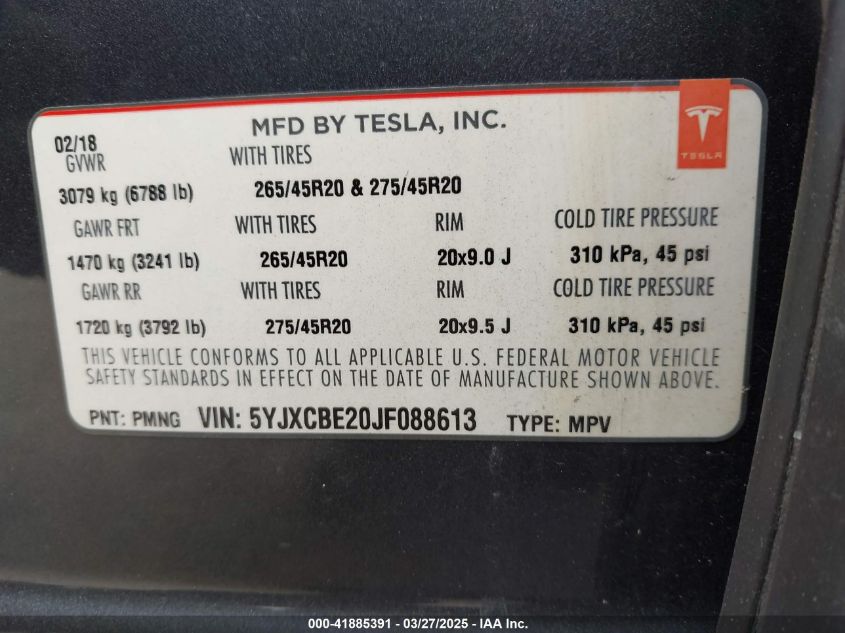 MFD BY TESLA, INC.
TESLA
02/18
GVWR WITH TIRES
3079 kg (6788 lb) 265/45R20 & 275/45R20
GAWR FRT WITH TIRES RIM COLD TIRE PRESSURE
1470 kg (3241 lb) 265/45R20 20x9.0 J 310 kPa, 45 psi
GAWR RR WITH TIRES RIM COLD TIRE PRESSURE
1720 kg (3792 lb) 275/45R20 20x9.5 J 310 kPa, 45 psi
THIS VEHICLE CONFORMS TO ALL APPLICABLE U.S. FEDERAL MOTOR VEHICLE
SAFETY STANDARDS IN EFFECT ON THE DATE OF MANUFACTURE SHOWN ABOVE.
PNT: PMNG VIN: 5YJXCBE20JF088613 TYPE: MPV
000-41885391 - 03/27/2025 - IAA Inc.